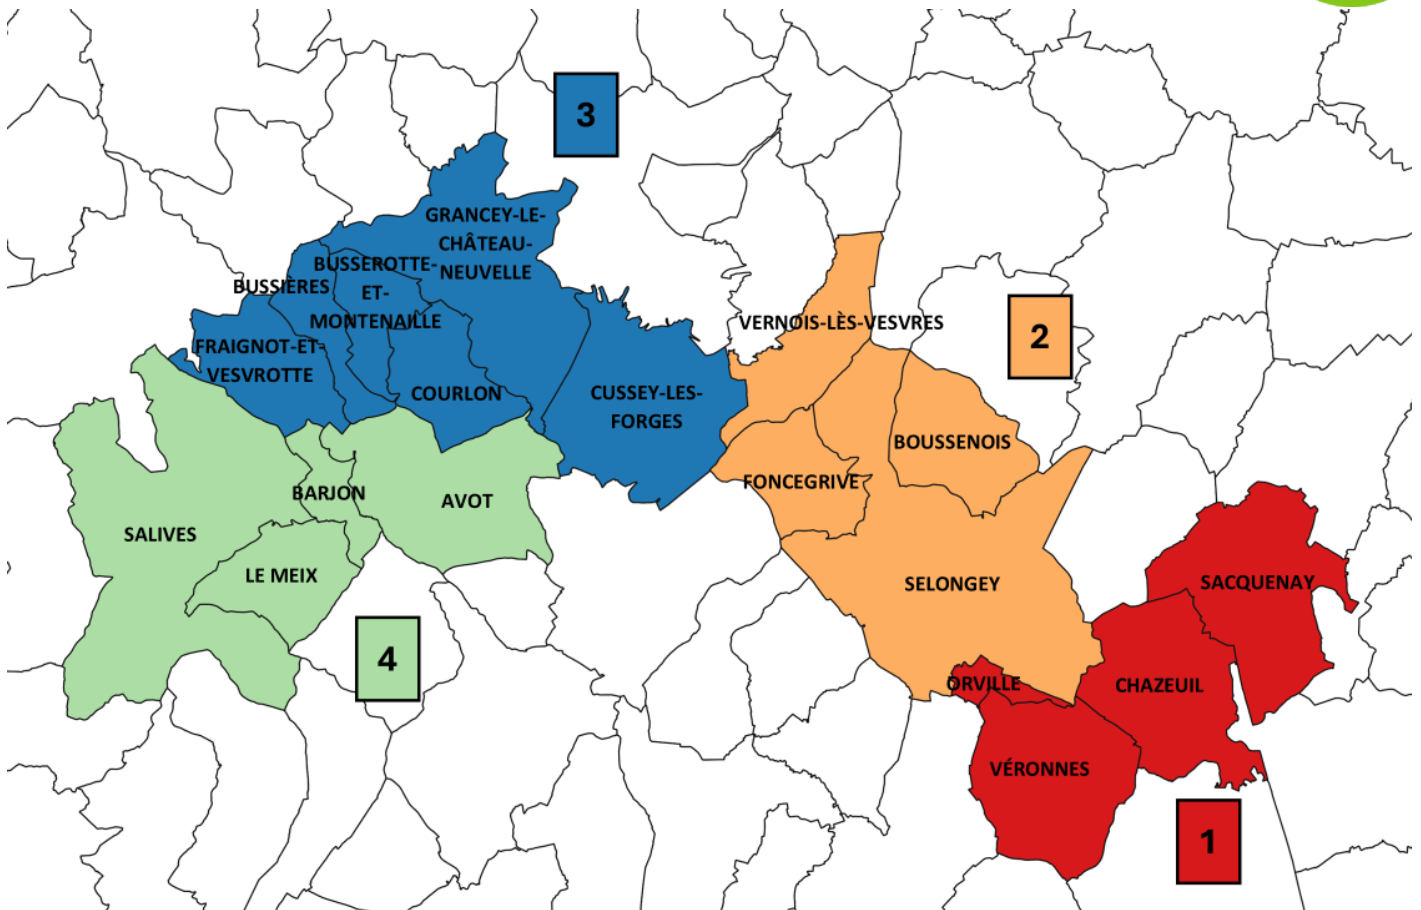 3
GRANCEY-LE-
CHÂTEAU-
NEUVELLE
BUSSEROTTE-
ET-
MONTENAILLE
BUSSIÈRES
FRAIGNOT-ET-
VESVROTTE
COURLON
CUSSEY-LES-
FORGES
VERNOIS-LÈS-VESVRES
2
BOUSSENOIS
FONCEGRIVE
SELONGEY
SALIVES
BARJON
AVOT
LE MEIX
4
SACQUENAY
ORVILLE
CHAZEUIL
VÉRONNES
1